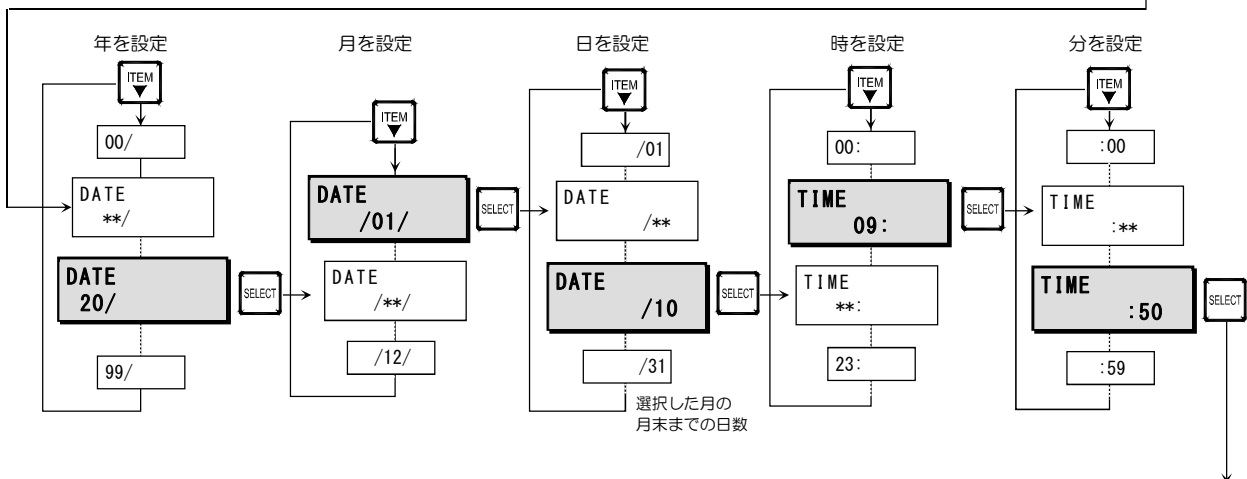 年を設定
ITEM
00/
DATE
**/
DATE
20/
SELECT
99/
月を設定
ITEM
DATE
/01/
SELECT
DATE
/**/
/12/
日を設定
ITEM
/01
DATE
/**
DATE
/10
SELECT
/31
選択した月の
月末までの日数
時を設定
ITEM
00:
TIME
09:
SELECT
TIME
**:
23:
分を設定
ITEM
:00
TIME
:**
TIME
:50
SELECT
:59